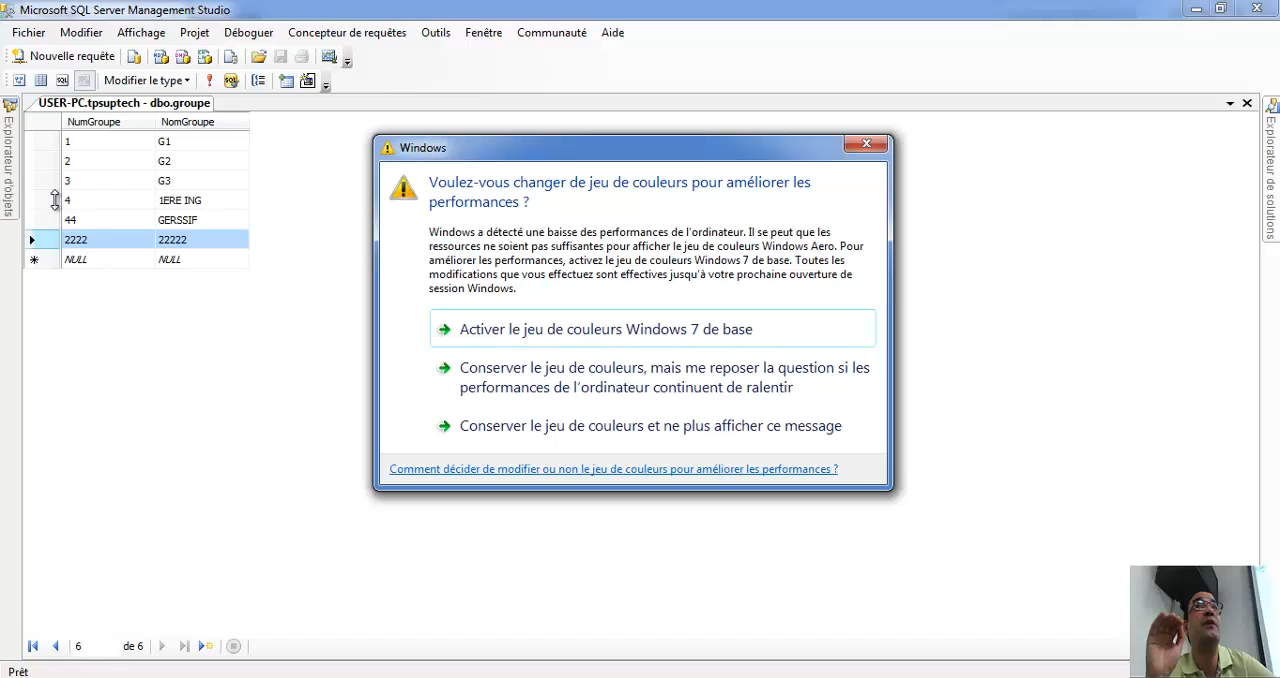 Microsoft SQL Server Management Studio
Fichier Modifier Affichage Projet Déboguer Concepteur de requêtes Outils Fenêtre Communauté Aide
Nouvelle requête
Modifier le type
USER-PC.tpsuptech - dbo.groupe
Explorateur d'objets
Explorateur de solutions
NumGroupe NomGroupe
1 G1
2 G2
3 G3
4 1ERE ING
44 GERSSIF
2222 22222
NULL NULL
Windows
Voulez-vous changer de jeu de couleurs pour améliorer les
performances ?
Windows a détecté une baisse des performances de l'ordinateur. Il se peut que les
ressources ne soient pas suffisantes pour afficher le jeu de couleurs Windows Aero. Pour
améliorer les performances, activez le jeu de couleurs Windows 7 de base. Toutes les
modifications que vous effectuez sont effectives jusqu'à votre prochaine ouverture de
session Windows.
Activer le jeu de couleurs Windows 7 de base
Conserver le jeu de couleurs, mais me reposer la question si les
performances de l'ordinateur continuent de ralentir
Conserver le jeu de couleurs et ne plus afficher ce message
Comment décider de modifier ou non le jeu de couleurs pour améliorer les performances ?
6 de 6
Prêt